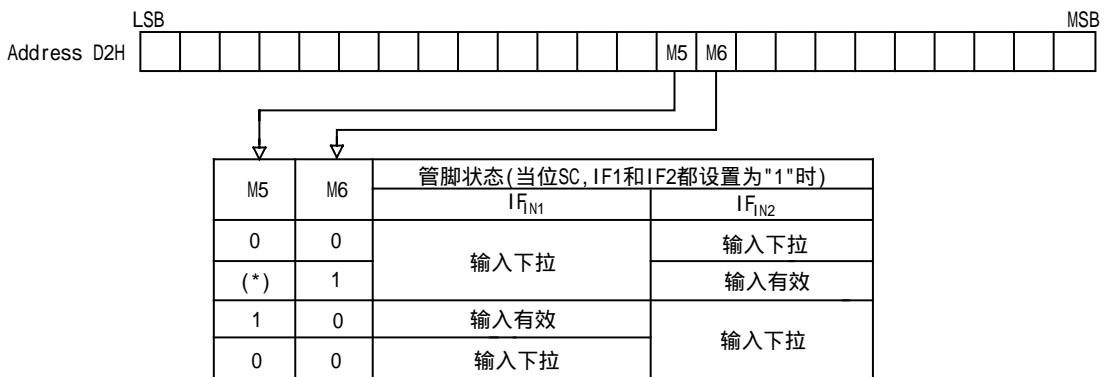 LSB MSB
Address D2H M5 M6
M5 M6 管脚状态(当位SC,IF1和IF2都设置为"1"时)
IFIN1 IFIN2
0 0 输入下拉 输入下拉
(*) 1 输入有效
1 0 输入有效 输入下拉
0 0 输入下拉